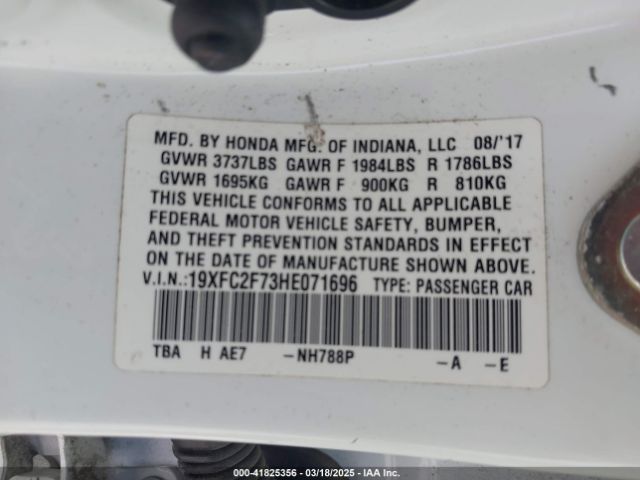 MFD. BY HONDA MFG. OF INDIANA, LLC 08/'17
GVWR 3737LBS GAWR F 1984LBS R 1786LBS
GVWR 1695KG GAWR F 900KG R 810KG
THIS VEHICLE CONFORMS TO ALL APPLICABLE
FEDERAL MOTOR VEHICLE SAFETY, BUMPER,
AND THEFT PREVENTION STANDARDS IN EFFECT
ON THE DATE OF MANUFACTURE SHOWN ABOVE.
V.I.N.:19XFC2F73HE071696 TYPE: PASSENGER CAR
TBA H AE7 -NH788P -A -E
000-41825356 — 03/18/2025 — IAA Inc.